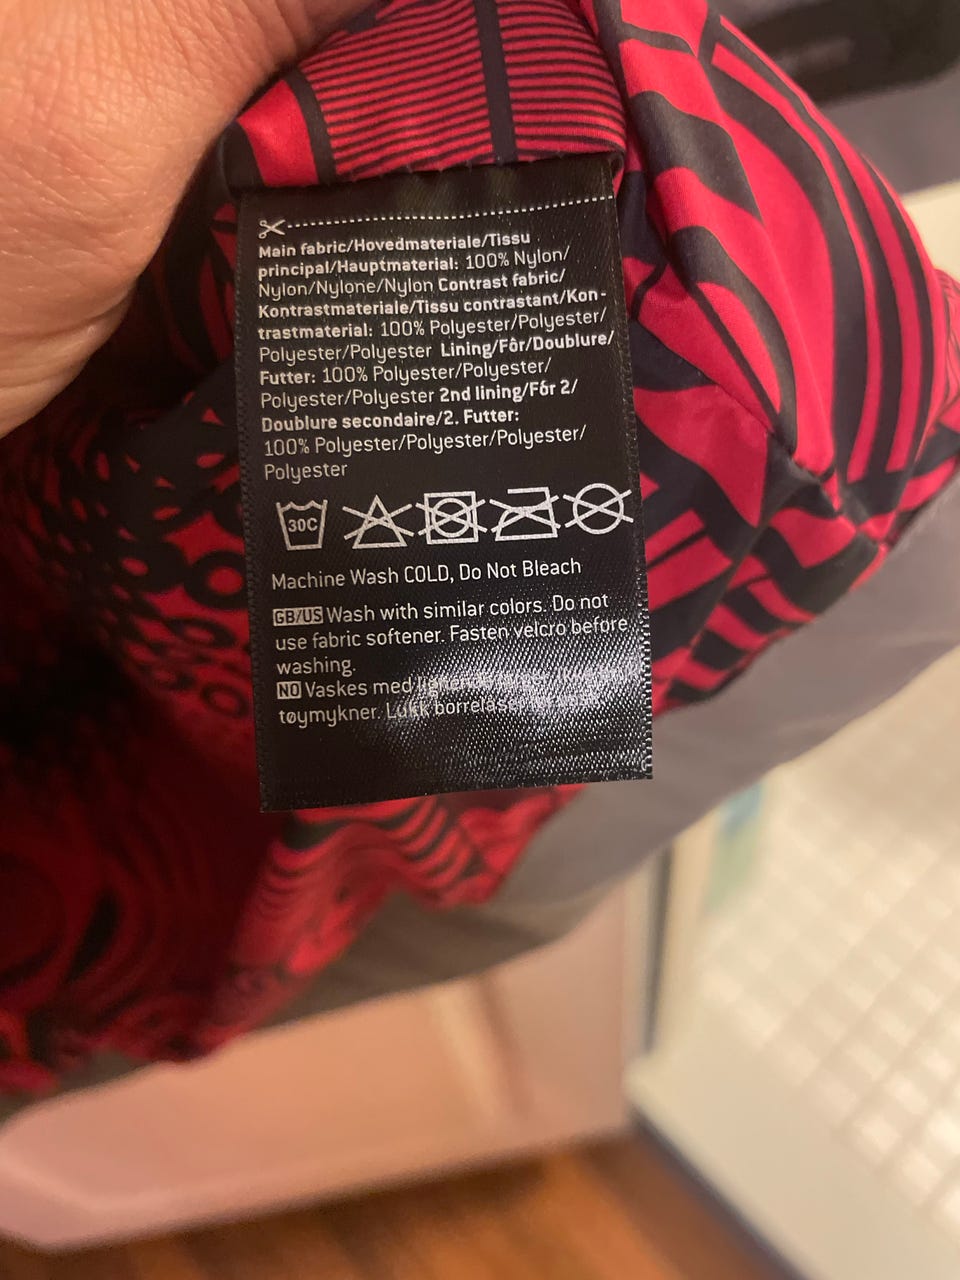 Main fabric/Hovedmateriale/Tissu
principal/Hauptmaterial: 100% Nylon/
Nylon/Nylone/Nylon Contrast fabric/
Kontrastmateriale/Tissu contrastant/Kon-
trastmaterial: 100% Polyester/Polyester/
Polyester/Polyester Lining/Fôr/Doublure/
Futter: 100% Polyester/Polyester/
Polyester/Polyester 2nd lining/Fór 2/
Doublure secondaire/2. Futter:
100% Polyester/Polyester/Polyester/
Polyester
30C
Machine Wash COLD, Do Not Bleach
GB/US Wash with similar colors. Do not
use fabric softener. Fasten velcro before
washing.
NO Vaskes med
tøymykner. Lukk borrelåser